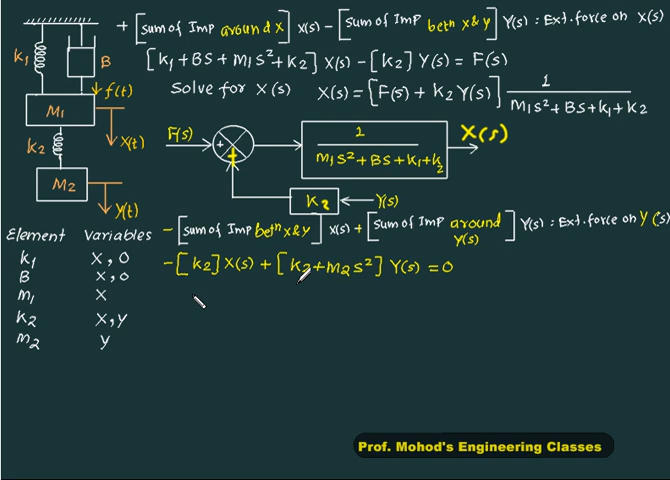 + [Sum of Imp around x] X(s) - [Sum of Imp betn x & y] Y(s) : Ext. force on X(s)
[K1 + BS + M1S² + K2] X(s) - [K2] Y(s) = F(s)
Solve for X(s) X(s) = [F(s) + K2 Y(s)] 1 / (M1S² + BS + K1 + K2)
K1
B
f(t)
M1
X(t)
K2
M2
Y(t)
F(s)
+
+
1 / (M1S² + BS + K1 + K2)
X(s)
K2
Y(s)
- [Sum of Imp betn x & y] X(s) + [Sum of Imp around Y(s)] Y(s) : Ext. force on Y(s)
- [K2] X(s) + [K2 + M2S²] Y(s) = 0
Element Variables
K1 X, 0
B X, 0
M1 X
K2 X, Y
M2 Y
Prof. Mohod's Engineering Classes